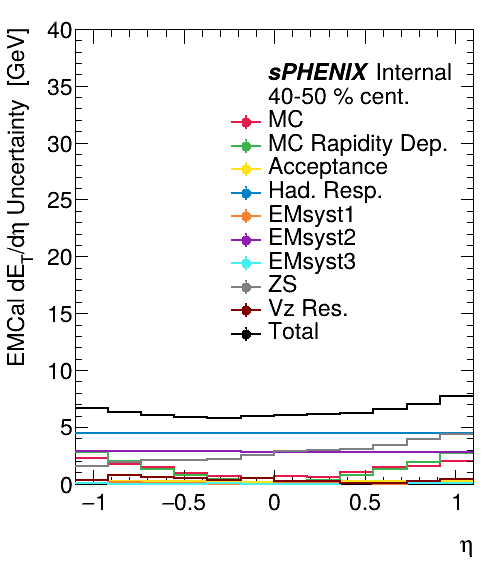 EMCal dE_T/dη Uncertainty [GeV]
40
35
30
25
20
15
10
5
0
sPHENIX Internal
40-50 % cent.
MC
MC Rapidity Dep.
Acceptance
Had. Resp.
EMsyst1
EMsyst2
EMsyst3
ZS
Vz Res.
Total
−1 −0.5 0 0.5 1
η